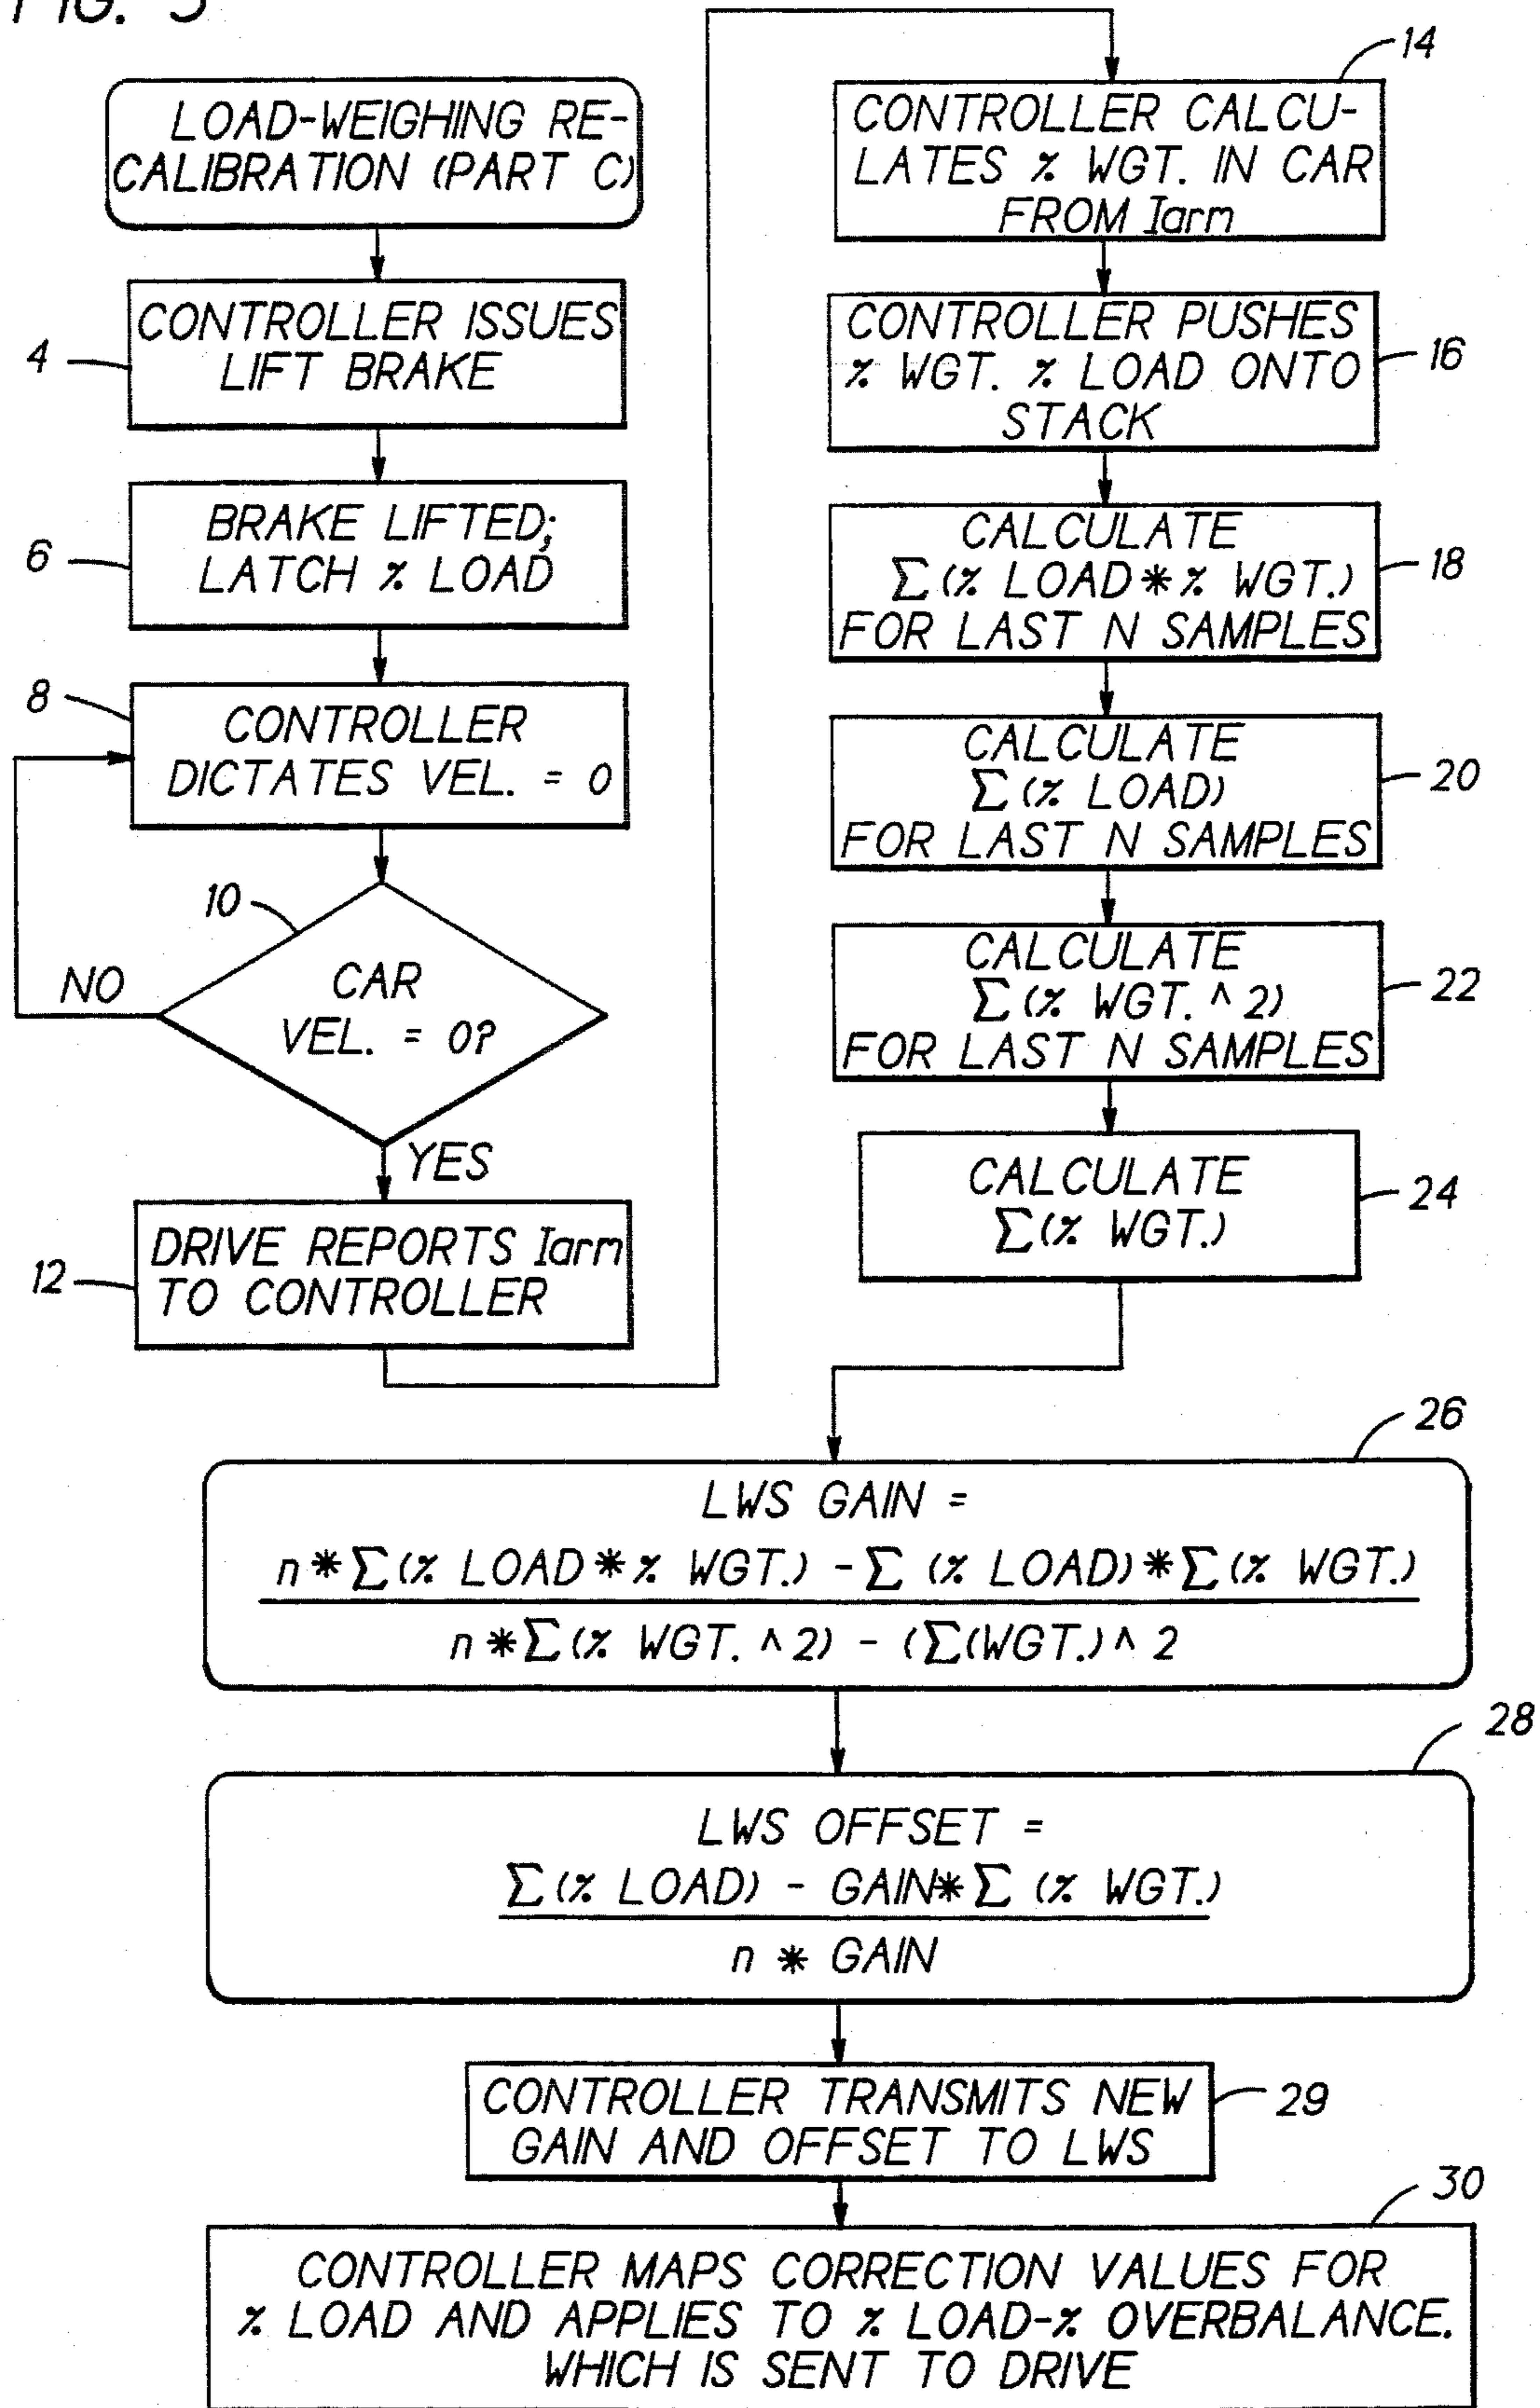 FIG. 5
LOAD-WEIGHING RE-
CALIBRATION (PART C)
4
CONTROLLER ISSUES
LIFT BRAKE
6
BRAKE LIFTED;
LATCH % LOAD
8
CONTROLLER
DICTATES VEL. = 0
10
CAR
VEL. = 0?
NO
YES
12
DRIVE REPORTS Iarm
TO CONTROLLER
14
CONTROLLER CALCU-
LATES % WGT. IN CAR
FROM Iarm
16
CONTROLLER PUSHES
% WGT. % LOAD ONTO
STACK
18
CALCULATE
Σ(% LOAD*% WGT.)
FOR LAST N SAMPLES
20
CALCULATE
Σ(% LOAD)
FOR LAST N SAMPLES
22
CALCULATE
Σ(% WGT. ^ 2)
FOR LAST N SAMPLES
24
CALCULATE
Σ(% WGT.)
26
LWS GAIN =
n*Σ(% LOAD*% WGT.) -Σ (% LOAD)*Σ(% WGT.)
n*Σ(% WGT. ^2) - (Σ(WGT.)^ 2
28
LWS OFFSET =
Σ(% LOAD) - GAIN*Σ (% WGT.)
n * GAIN
29
CONTROLLER TRANSMITS NEW
GAIN AND OFFSET TO LWS
30
CONTROLLER MAPS CORRECTION VALUES FOR
% LOAD AND APPLIES TO % LOAD-% OVERBALANCE.
WHICH IS SENT TO DRIVE